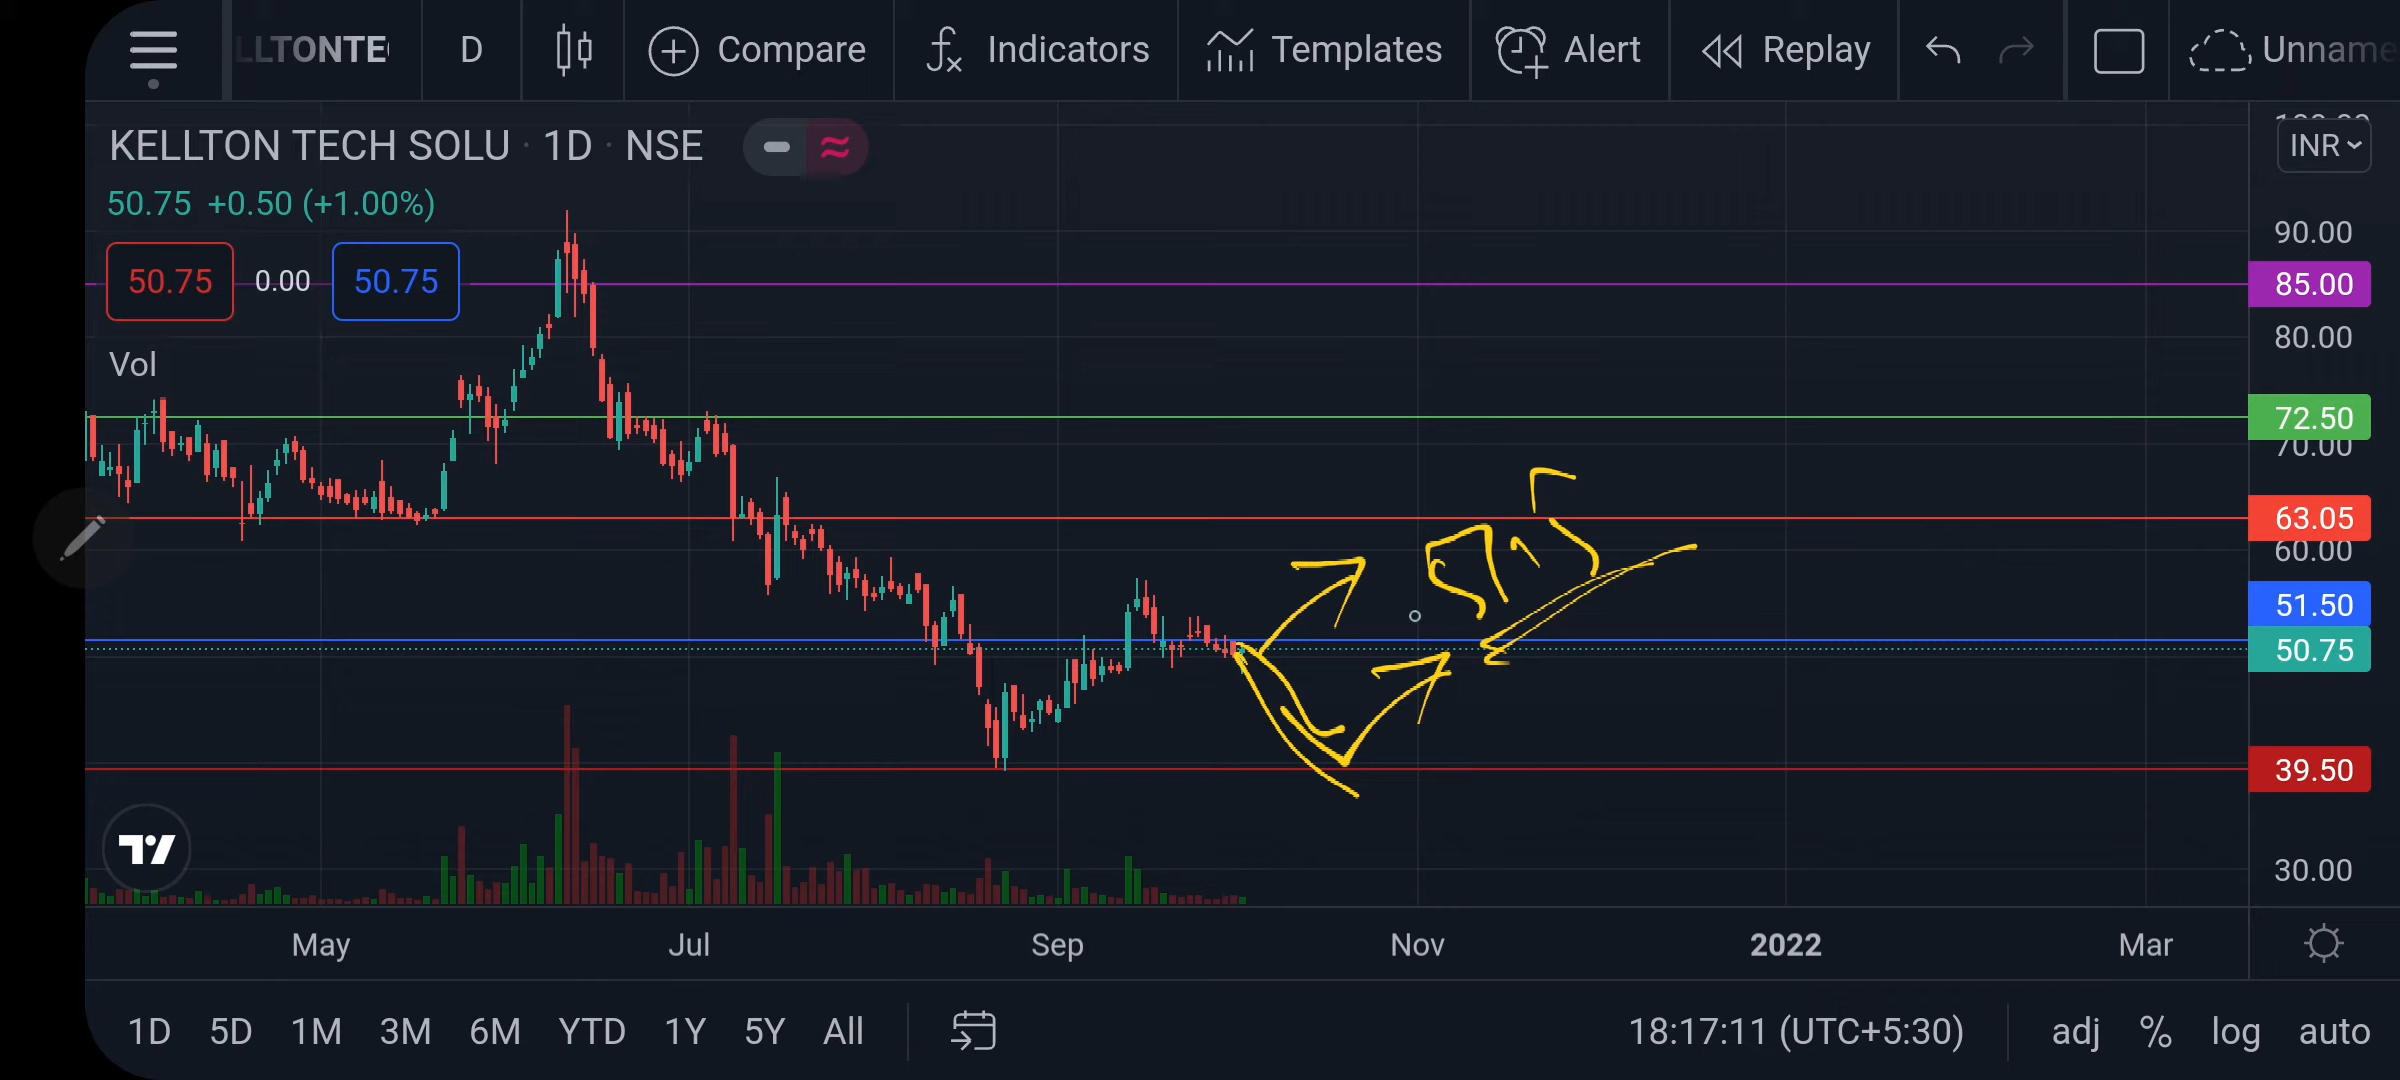 LLTONTE
D
Compare
Indicators
Templates
Alert
Replay
Unname
KELLTON TECH SOLU · 1D · NSE
INR
50.75 +0.50 (+1.00%)
50.75 0.00 50.75
Vol
90.00
85.00
80.00
72.50
70.00
63.05
60.00
51.50
50.75
39.50
30.00
May Jul Sep Nov 2022 Mar
1D 5D 1M 3M 6M YTD 1Y 5Y All
18:17:11 (UTC+5:30) adj % log auto